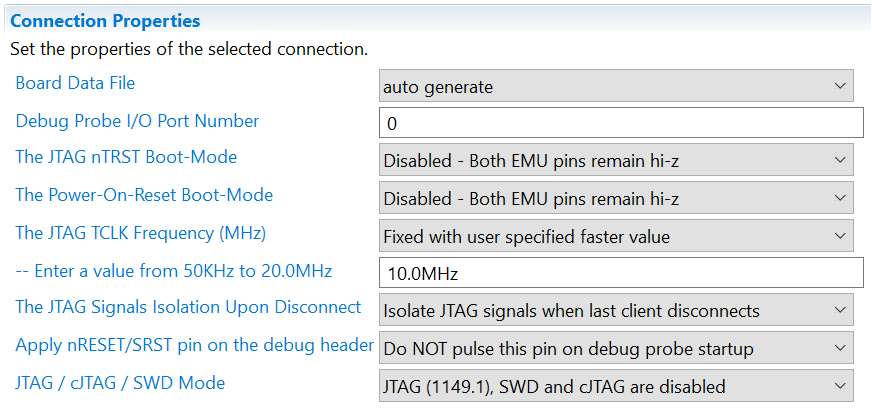 Connection Properties
Set the properties of the selected connection.
Board Data File auto generate
Debug Probe I/O Port Number 0
The JTAG nTRST Boot-Mode Disabled - Both EMU pins remain hi-z
The Power-On-Reset Boot-Mode Disabled - Both EMU pins remain hi-z
The JTAG TCLK Frequency (MHz) Fixed with user specified faster value
-- Enter a value from 50KHz to 20.0MHz 10.0MHz
The JTAG Signals Isolation Upon Disconnect Isolate JTAG signals when last client disconnects
Apply nRESET/SRST pin on the debug header Do NOT pulse this pin on debug probe startup
JTAG / cJTAG / SWD Mode JTAG (1149.1), SWD and cJTAG are disabled